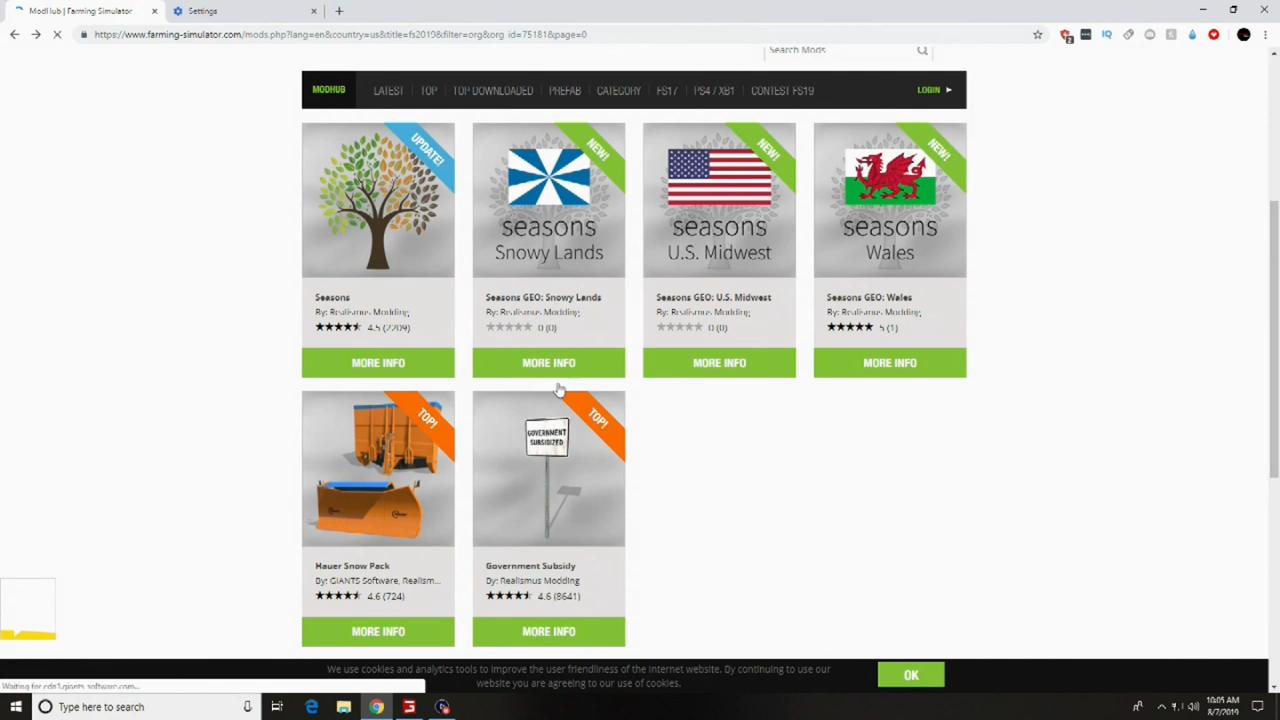 ModHub | Farming Simulator
Settings
https://www.farming-simulator.com/mods.php?lang=en&country=us&title=fs2019&filter=org&org_id=75181&page=0
2
IQ
Search Mods
MODHUB
LATEST
TOP
TOP DOWNLOADED
PREFAB
CATEGORY
FS17
PS4 / XB1
CONTEST FS19
LOGIN
UPDATE!
NEW!
seasons
Snowy Lands
NEW!
seasons
U.S. Midwest
NEW!
seasons
Wales
Seasons
By: Realismus Modding
4.5 (2209)
MORE INFO
Seasons GEO: Snowy Lands
By: Realismus Modding
0 (0)
MORE INFO
Seasons GEO: U.S. Midwest
By: Realismus Modding
0 (0)
MORE INFO
Seasons GEO: Wales
By: Realismus Modding
5 (1)
MORE INFO
TOP!
TOP!
GOVERNMENT
SUBSIDIZED
Hauer Snow Pack
By: GIANTS Software, Realism...
4.6 (724)
MORE INFO
Government Subsidy
By: Realismus Modding
4.6 (8641)
MORE INFO
We use cookies and analytics tools to improve the user friendliness of the internet website. By continuing to use our
website you are agreeing to our use of cookies.
OK
Waiting for cdn1.giants-software.com...
Type here to search
10:05 AM
8/7/2019